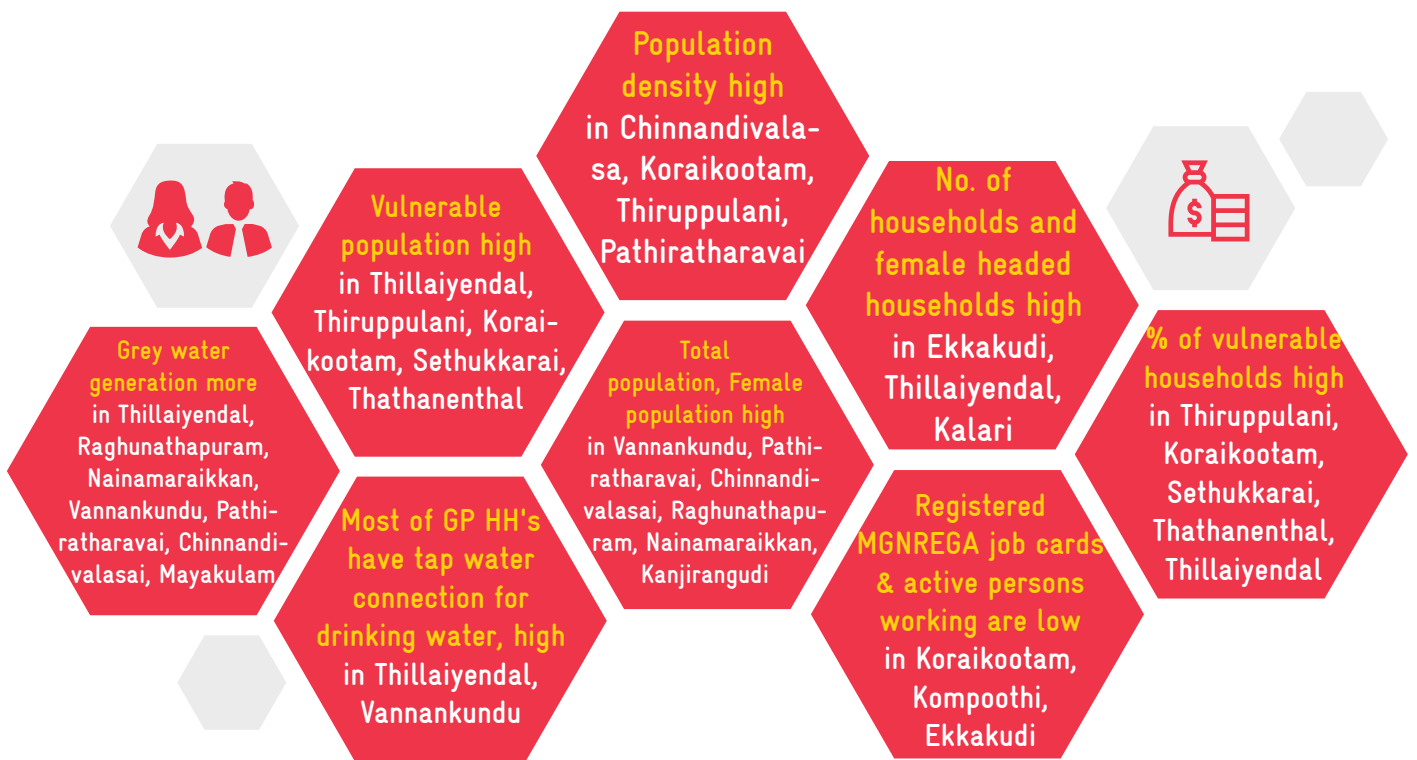 Population
density high
in Chinnandivala-
sa, Koraikootam,
Thiruppulani,
Pathiratharavai
Vulnerable
population high
in Thillaiyendal,
Thiruppulani, Korai-
kootam, Sethukkarai,
Thathanenthal
No. of
households and
female headed
households high
in Ekkakudi,
Thillaiyendal,
Kalari
Grey water
generation more
in Thillaiyendal,
Raghunathapuram,
Nainamaraikkan,
Vannankundu, Pathi-
ratharavai, Chinnandi-
valasai, Mayakulam
Total
population, Female
population high
in Vannankundu, Pathi-
ratharavai, Chinnandi-
valasai, Raghunathapu-
ram, Nainamaraikkan,
Kanjirangudi
% of vulnerable
households high
in Thiruppulani,
Koraikootam,
Sethukkarai,
Thathanenthal,
Thillaiyendal
Most of GP HH's
have tap water
connection for
drinking water, high
in Thillaiyendal,
Vannankundu
Registered
MGNREGA job cards
& active persons
working are low
in Koraikootam,
Kompoothi,
Ekkakudi
$